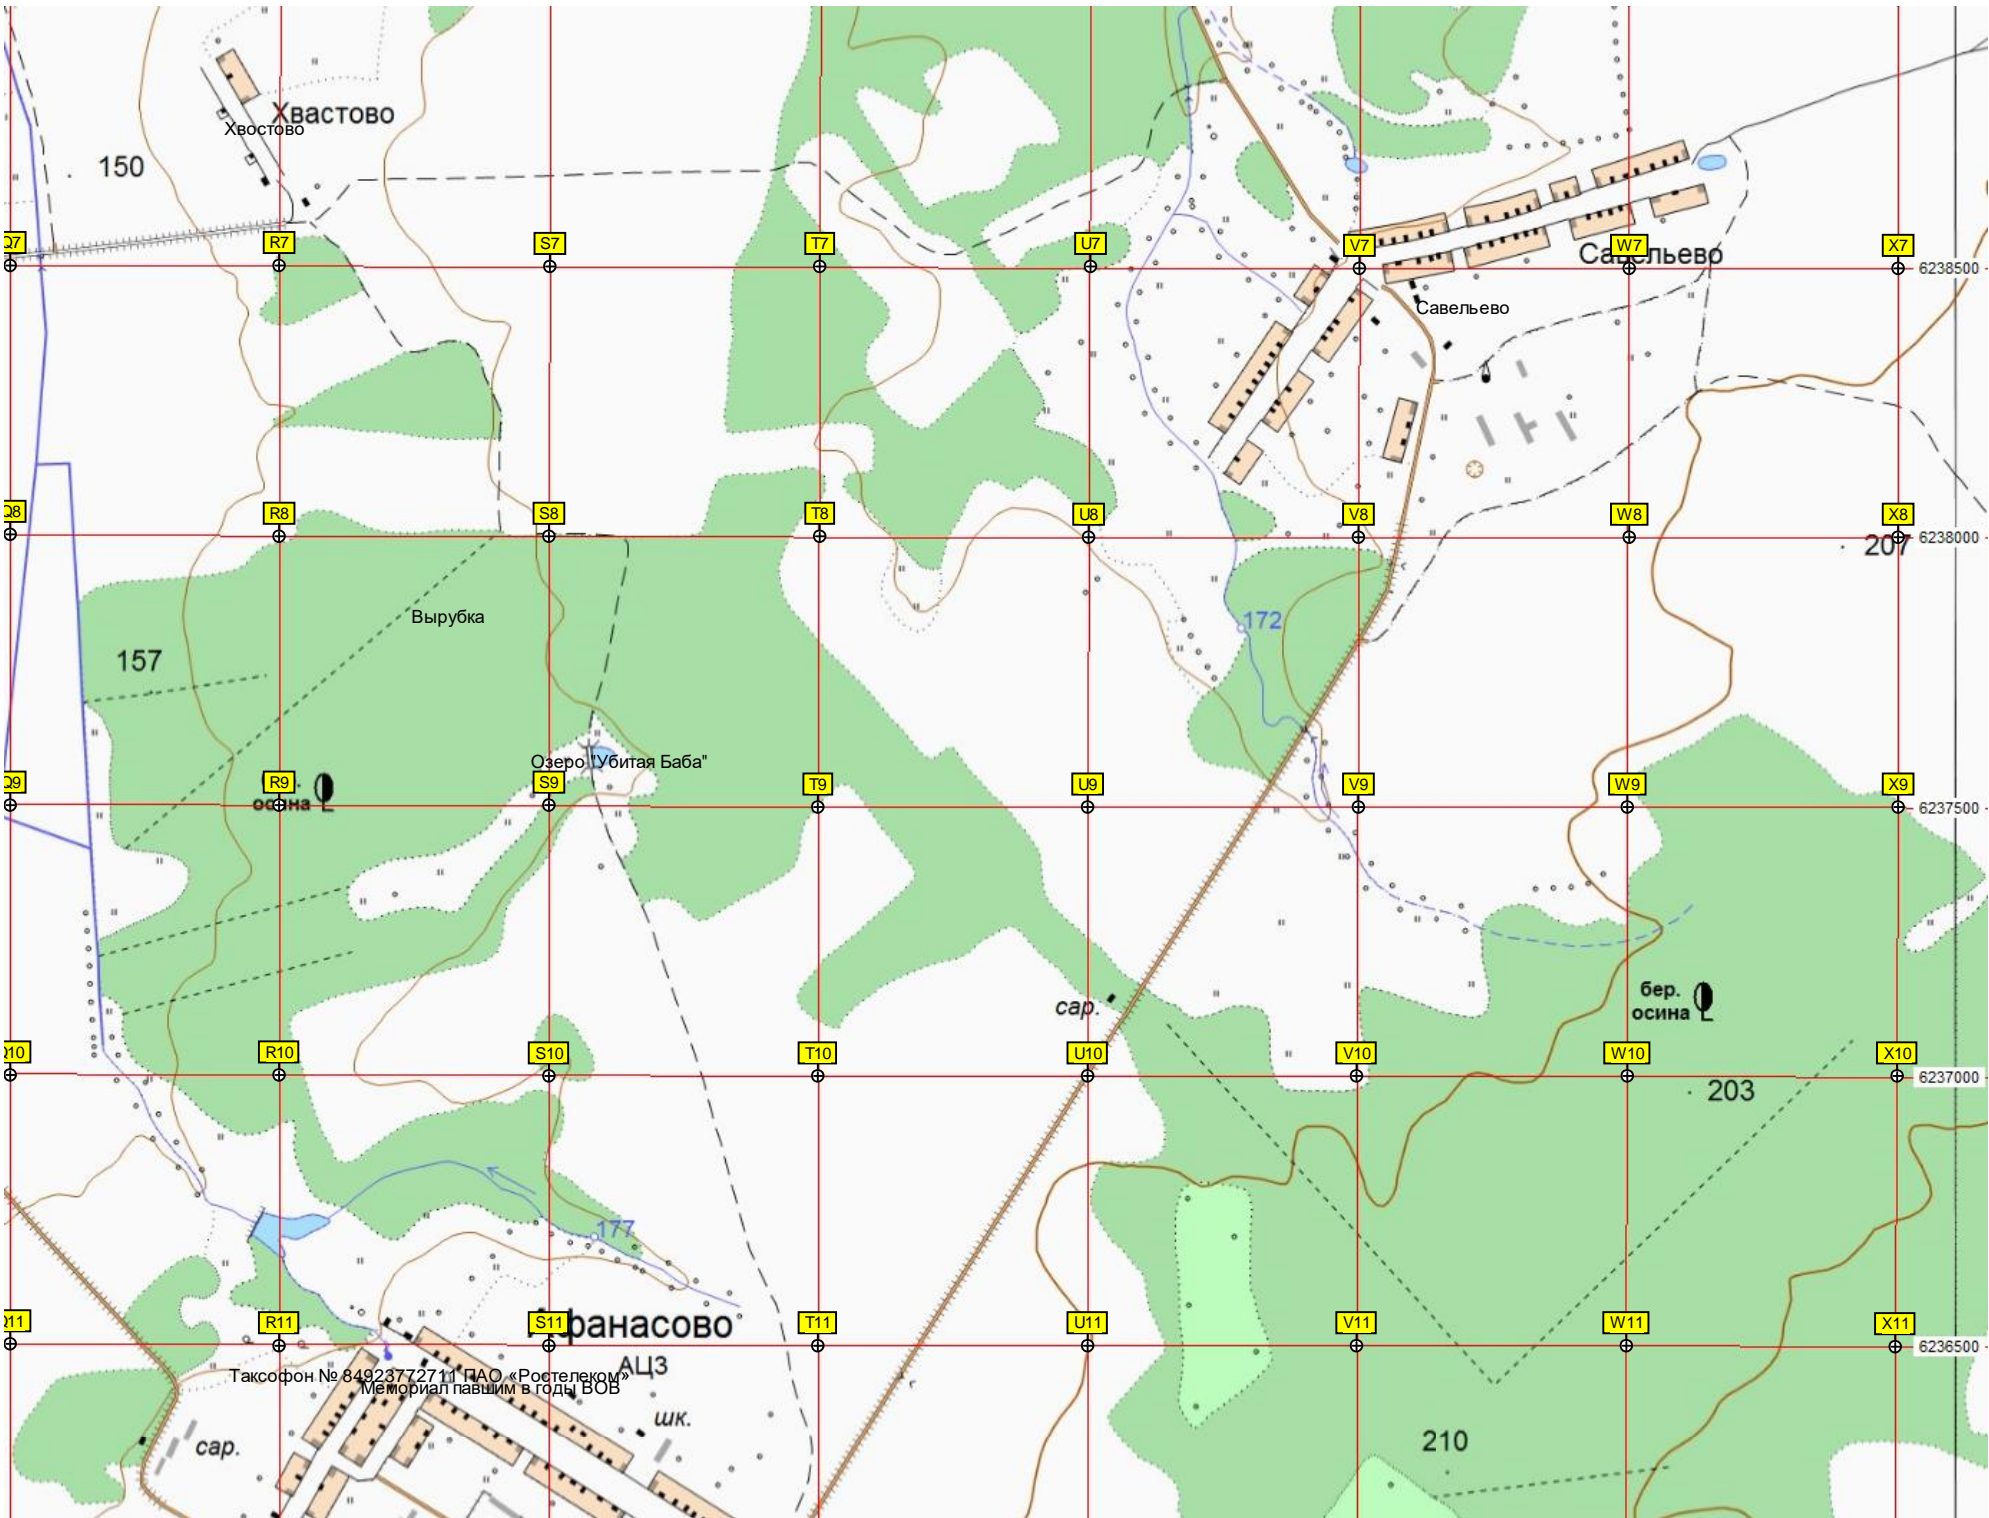 Хвастово
Хвостово
150
Q7
R7
S7
T7
U7
V7
W7
X7
Савельево
6238500
Савельево
Q8
R8
S8
T8
U8
V8
W8
X8
207
6238000
Вырубка
172
157
Озеро "Убитая Баба"
Q9
R9
S9
T9
U9
V9
W9
X9
осина
6237500
бер.
осина
сар.
Q10
R10
S10
T10
U10
V10
W10
X10
6237000
203
177
Q11
R11
S11
Афанасово
T11
U11
V11
W11
X11
6236500
АЦЗ
Таксофон № 84923772711 ПАО «Ростелеком»
Мемориал павшим в годы ВОВ
шк.
сар.
210